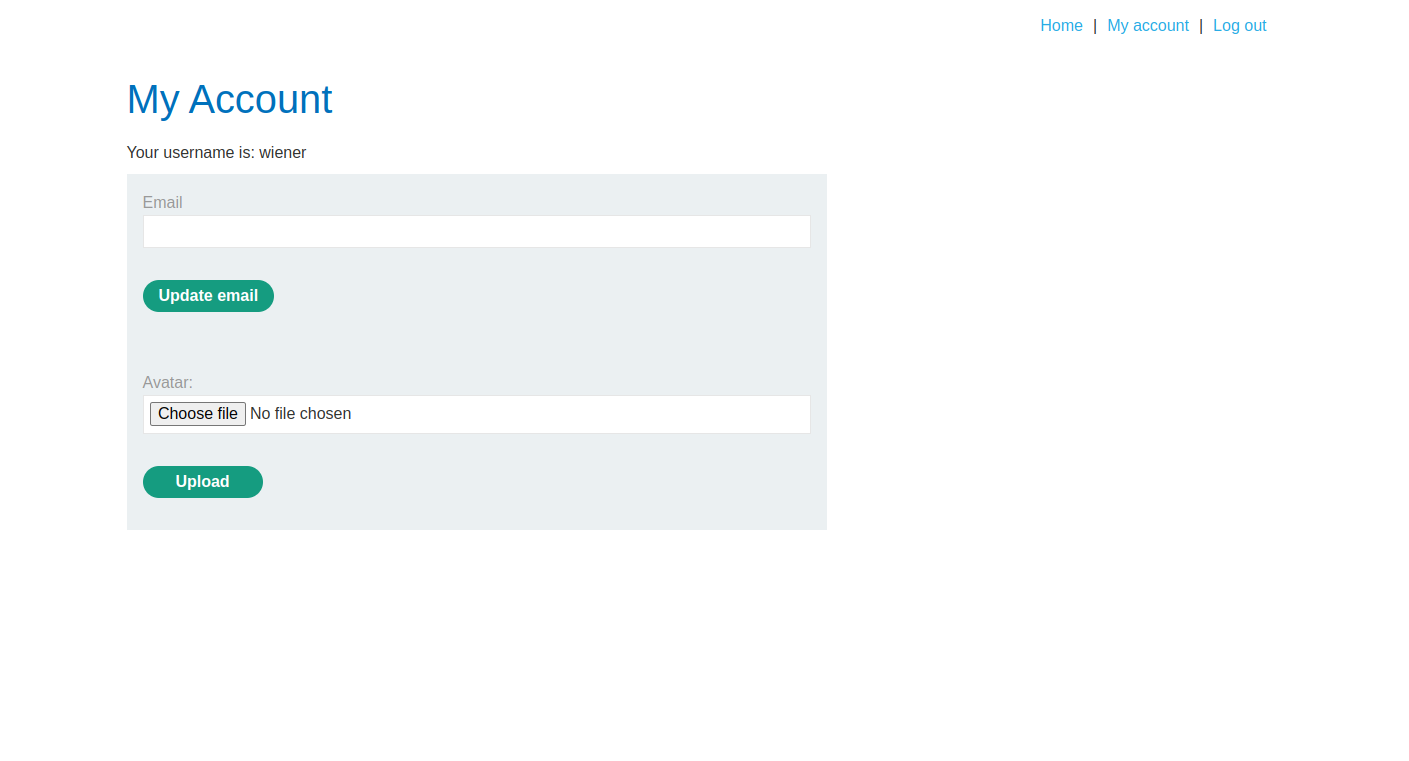 Home | My account | Log out
My Account
Your username is: wiener
Email
Update email
Avatar:
Choose file No file chosen
Upload